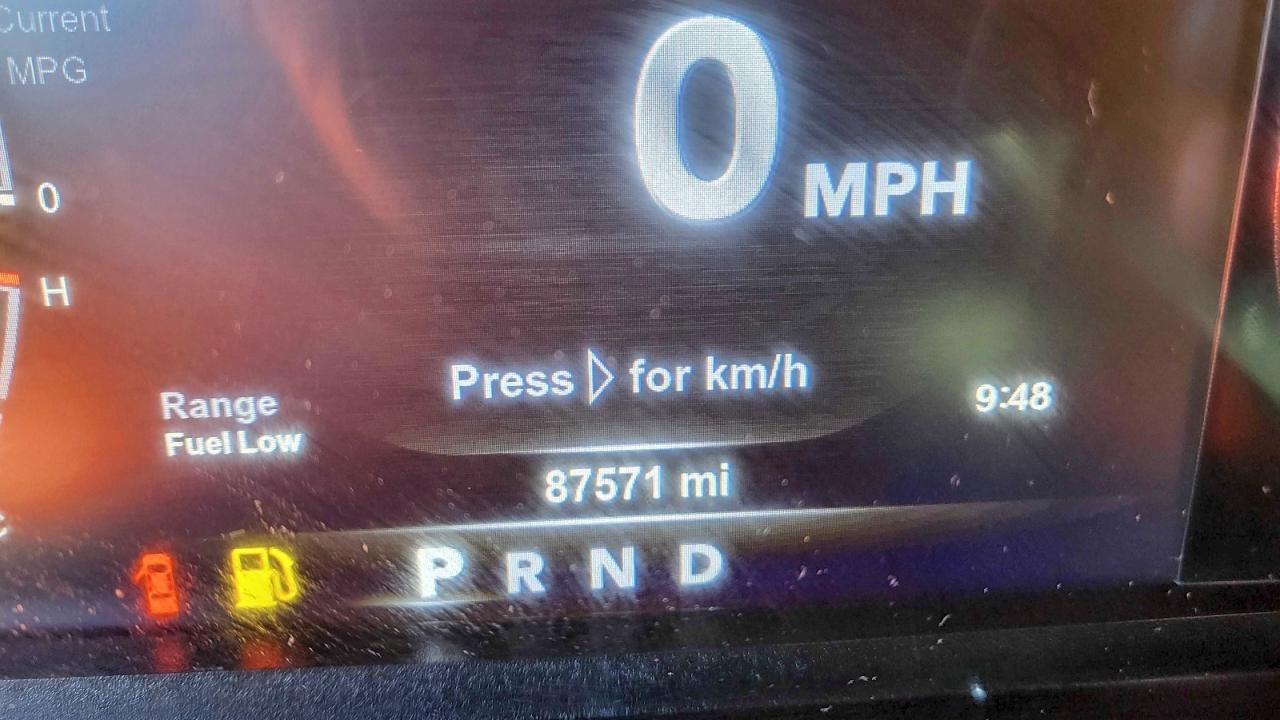 Current
MPG
0
MPH
0
H
Press ▷ for km/h
Range
Fuel Low
9:48
87571 mi
P R N D